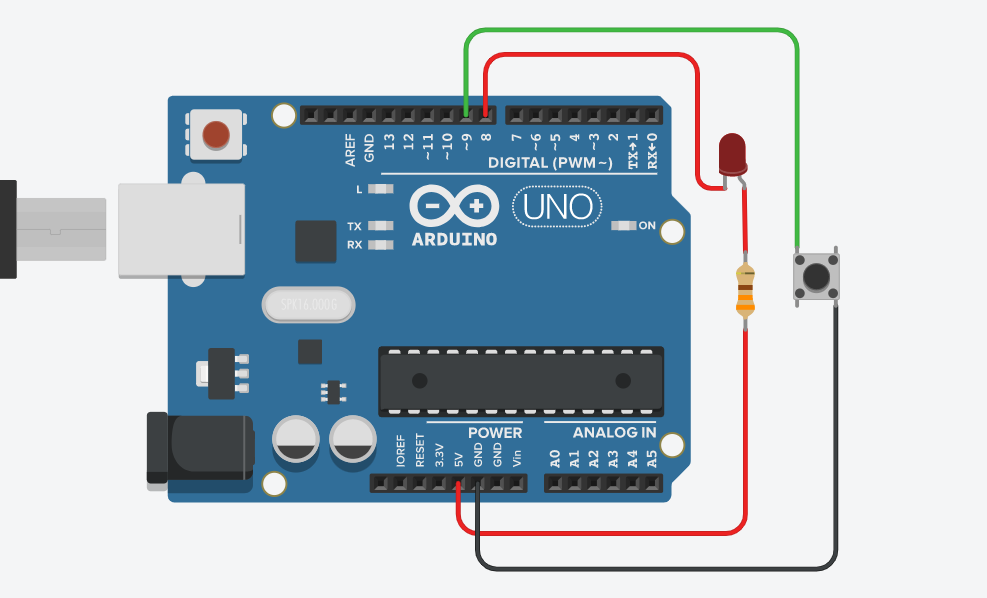 AREF
GND
13
12
~11
~10
~9
8
7
~6
~5
4
~3
2
TX→1
RX←0
DIGITAL (PWM~)
L
TX
RX
ARDUINO
UNO
ON
SPK16.000G
POWER
ANALOG IN
IOREF
RESET
3.3V
5V
GND
GND
Vin
A0
A1
A2
A3
A4
A5